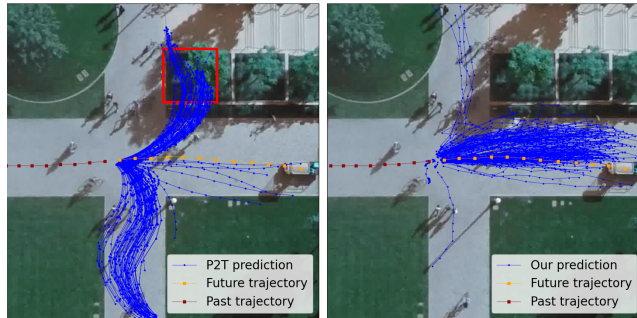 P2T prediction
Future trajectory
Past trajectory
Our prediction
Future trajectory
Past trajectory